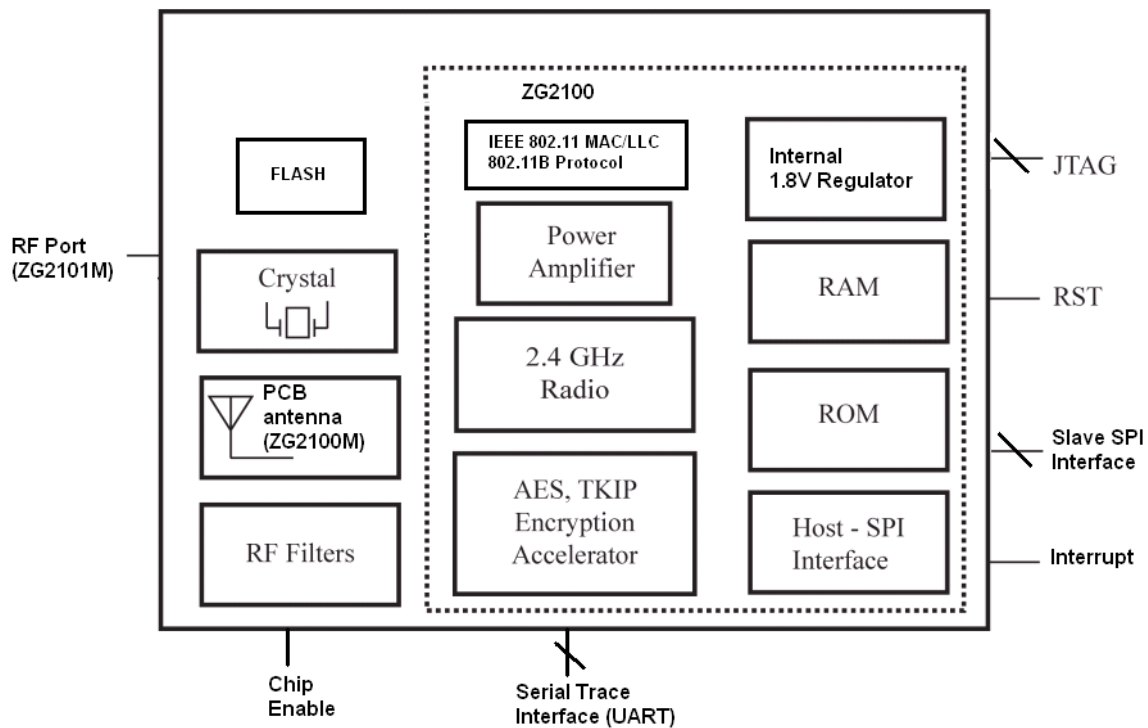 ZG2100
IEEE 802.11 MAC/LLC
802.11B Protocol
Internal
1.8V Regulator
FLASH
JTAG
RF Port
(ZG2101M)
Power
Amplifier
Crystal
RAM
RST
2.4 GHz
Radio
PCB
antenna
(ZG2100M)
ROM
Slave SPI
Interface
AES, TKIP
Encryption
Accelerator
RF Filters
Host - SPI
Interface
Interrupt
Chip
Enable
Serial Trace
Interface (UART)